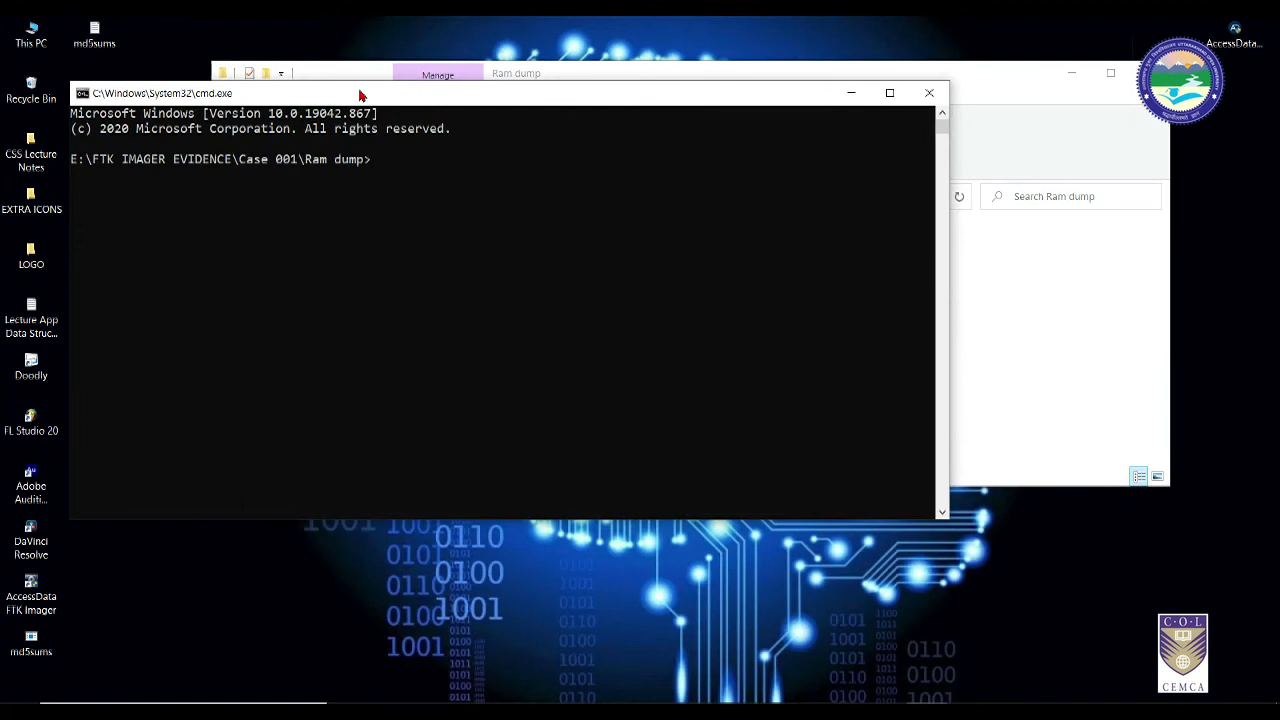 This PC
md5sums
AccessData...
Manage
Ram dump
C:\Windows\System32\cmd.exe
Microsoft Windows [Version 10.0.19042.867]
(c) 2020 Microsoft Corporation. All rights reserved.
E:\FTK IMAGER EVIDENCE\Case 001\Ram dump>
Search Ram dump
Recycle Bin
CSS Lecture
Notes
EXTRA ICONS
LOGO
Lecture App
Data Struc...
Doodly
FL Studio 20
Adobe
Auditi...
DaVinci
Resolve
AccessData
FTK Imager
md5sums
C·O·L
CEMCA